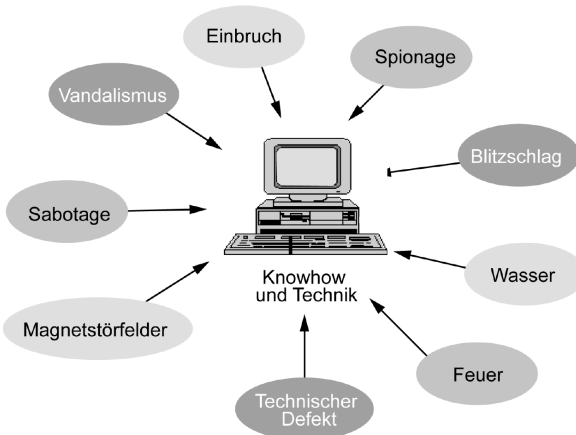 Einbruch
Spionage
Vandalismus
Blitzschlag
Sabotage
Wasser
Knowhow
und Technik
Magnetstörfelder
Feuer
Technischer
Defekt